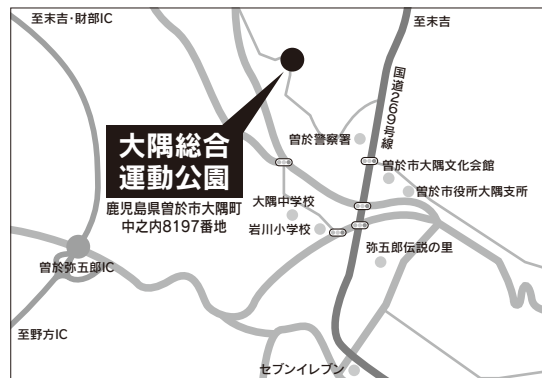 至末吉・財部IC
至末吉
国道269号線
曽於警察署
大隅総合
運動公園
鹿児島県曽於市大隅町
中之内8197番地
曽於市大隅文化会館
曽於市役所大隅支所
大隅中学校
岩川小学校
弥五郎伝説の里
曽於弥五郎IC
至野方IC
セブンイレブン